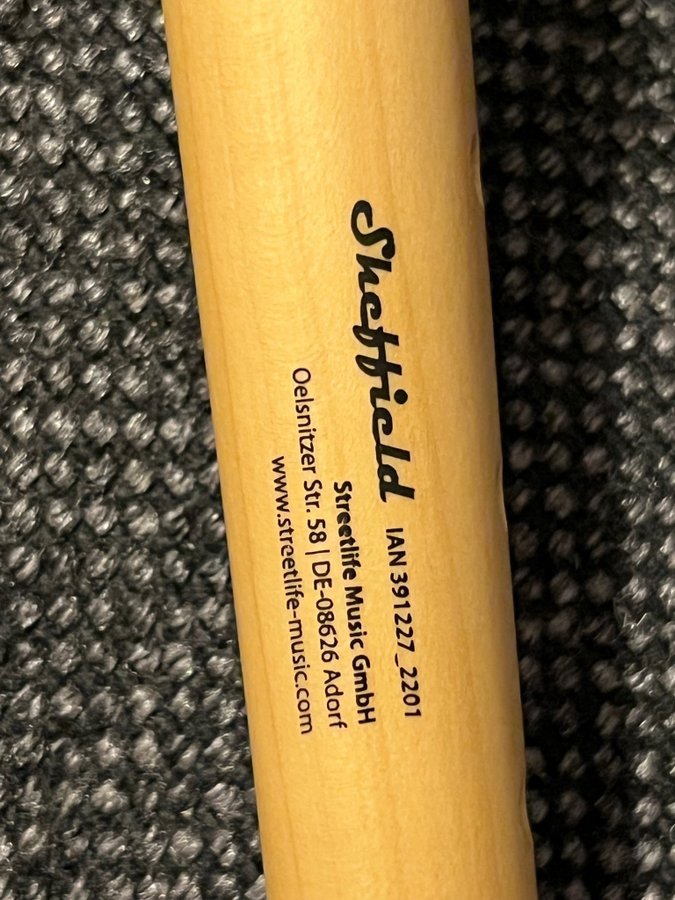 Sheffield IAN 391227_2201
Streetlife Music GmbH
Oelsnitzer Str. 58 | DE-08626 Adorf
www.streetlife-music.com